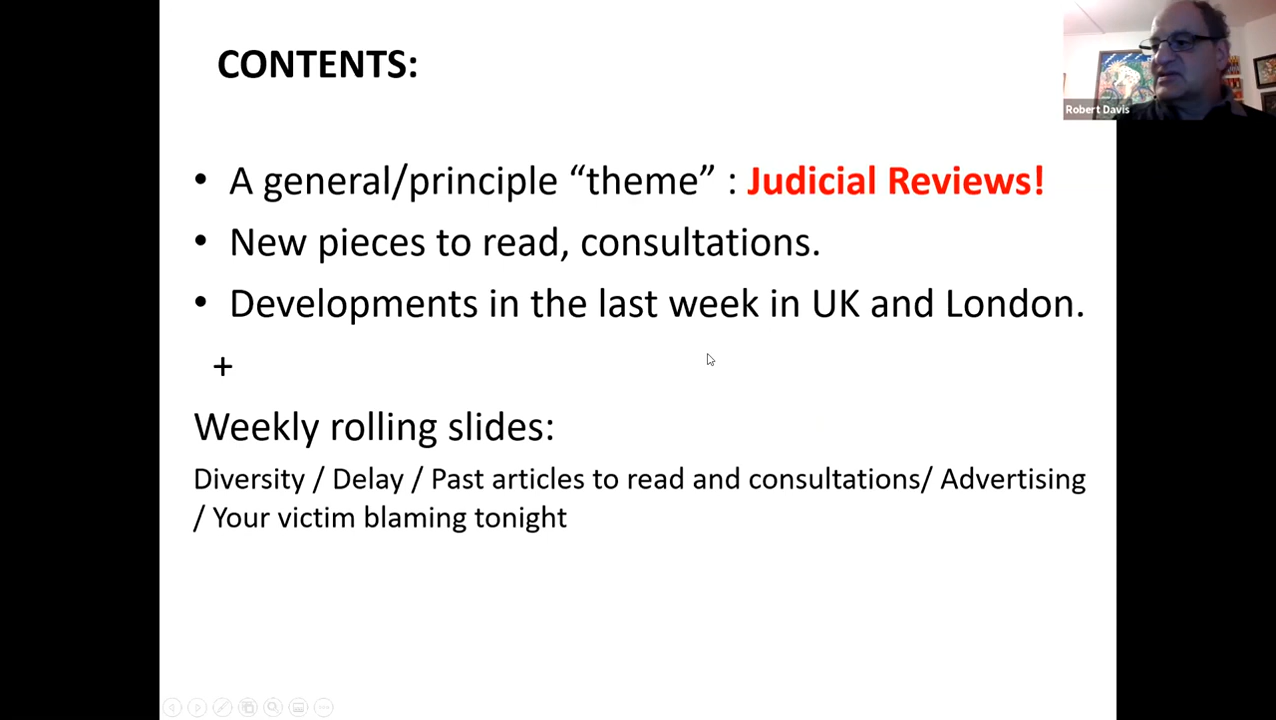 CONTENTS:
Robert Davis
• A general/principle “theme” : Judicial Reviews!
• New pieces to read, consultations.
• Developments in the last week in UK and London.
+
Weekly rolling slides:
Diversity / Delay / Past articles to read and consultations/ Advertising
/ Your victim blaming tonight